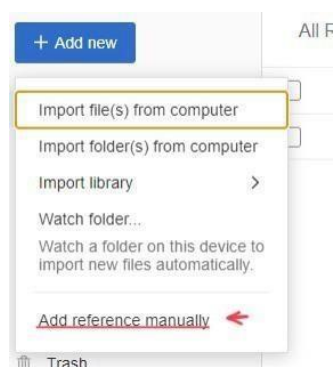 + Add new
All R
Import file(s) from computer
Import folder(s) from computer
Import library >
Watch folder...
Watch a folder on this device to
import new files automatically.
Add reference manually
Trash